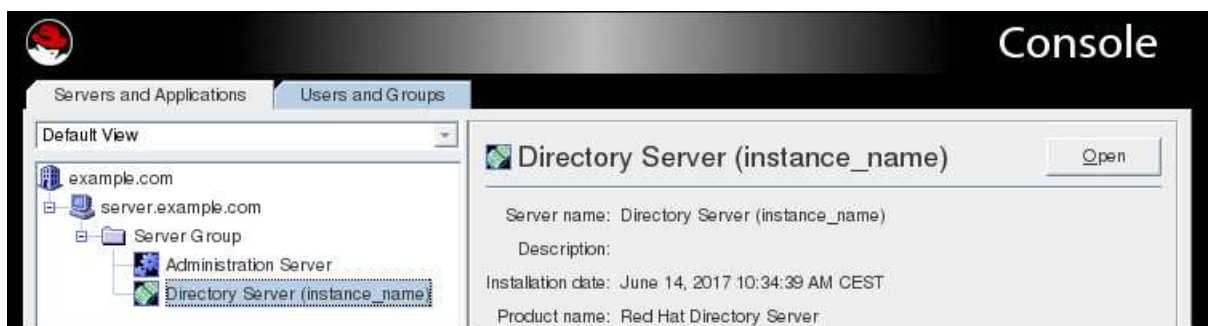 Console
Servers and Applications
Users and Groups
Default View
example.com
server.example.com
Server Group
Administration Server
Directory Server (instance_name)
Directory Server (instance_name)
Open
Server name: Directory Server (instance_name)
Description:
Installation date: June 14, 2017 10:34:39 AM CEST
Product name: Red Hat Directory Server